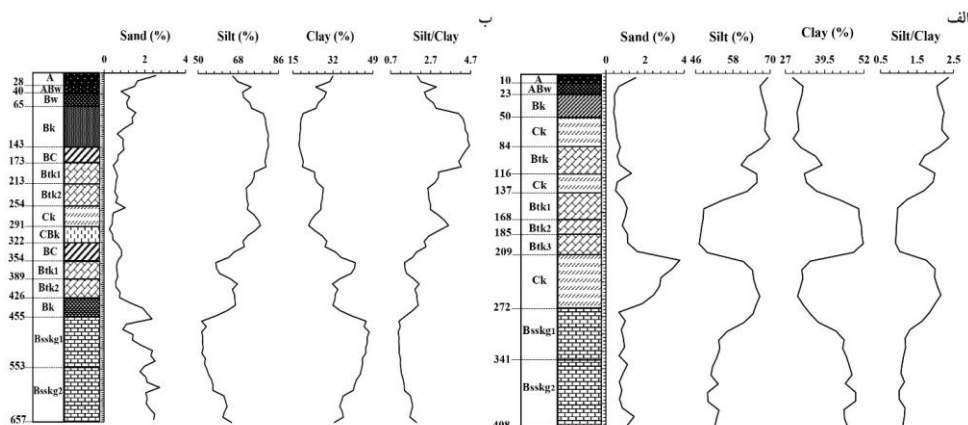 ب
Sand (%) Silt (%) Clay (%) Silt/Clay
0 2 4 50 68 86 15 32 49 0.7 2.7 4.7
A
28
ABw
40
Bw
65
Bk
143
BC
173
Btk1
213
Btk2
254
Ck
291
CBk
322
BC
354
Btk1
389
Btk2
426
Bk
455
Bsskg1
553
Bsskg2
657
الف
Sand (%) Silt (%) Clay (%) Silt/Clay
0 2 4 46 58 70 27 39.5 52 0.5 1.5 2.5
A
10
ABw
23
Bk
50
Ck
84
Btk
116
Ck
137
Btk1
168
Btk2
185
Btk3
209
Ck
272
Bsskg1
341
Bsskg2
408